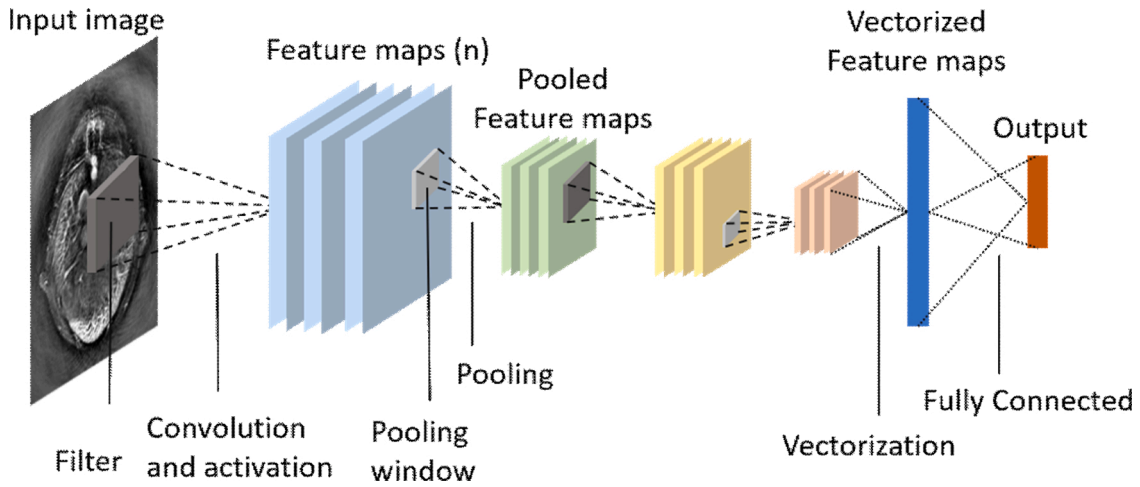 Input image
Feature maps (n)
Pooled
Feature maps
Vectorized
Feature maps
Output
Filter
Convolution
and activation
Pooling
window
Pooling
Vectorization
Fully Connected